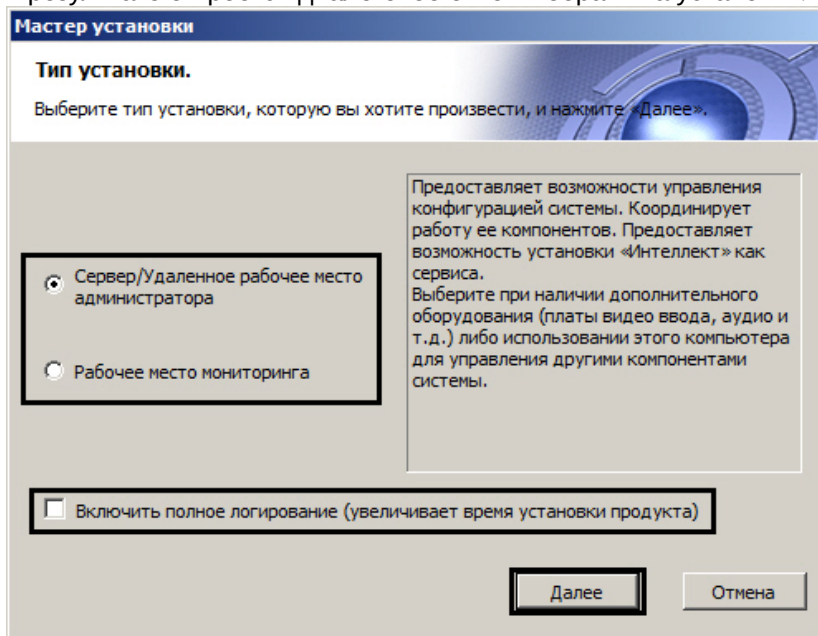 Мастер установки
Тип установки.
Выберите тип установки, которую вы хотите произвести, и нажмите «Далее».
Предоставляет возможности управления
конфигурацией системы. Координирует
работу ее компонентов. Предоставляет
возможность установки «Интеллект» как
сервиса.
Выберите при наличии дополнительного
оборудования (платы видео ввода, аудио и
т.д.) либо использовании этого компьютера
для управления другими компонентами
системы.
Сервер/Удаленное рабочее место
администратора
Рабочее место мониторинга
Включить полное логирование (увеличивает время установки продукта)
Далее
Отмена